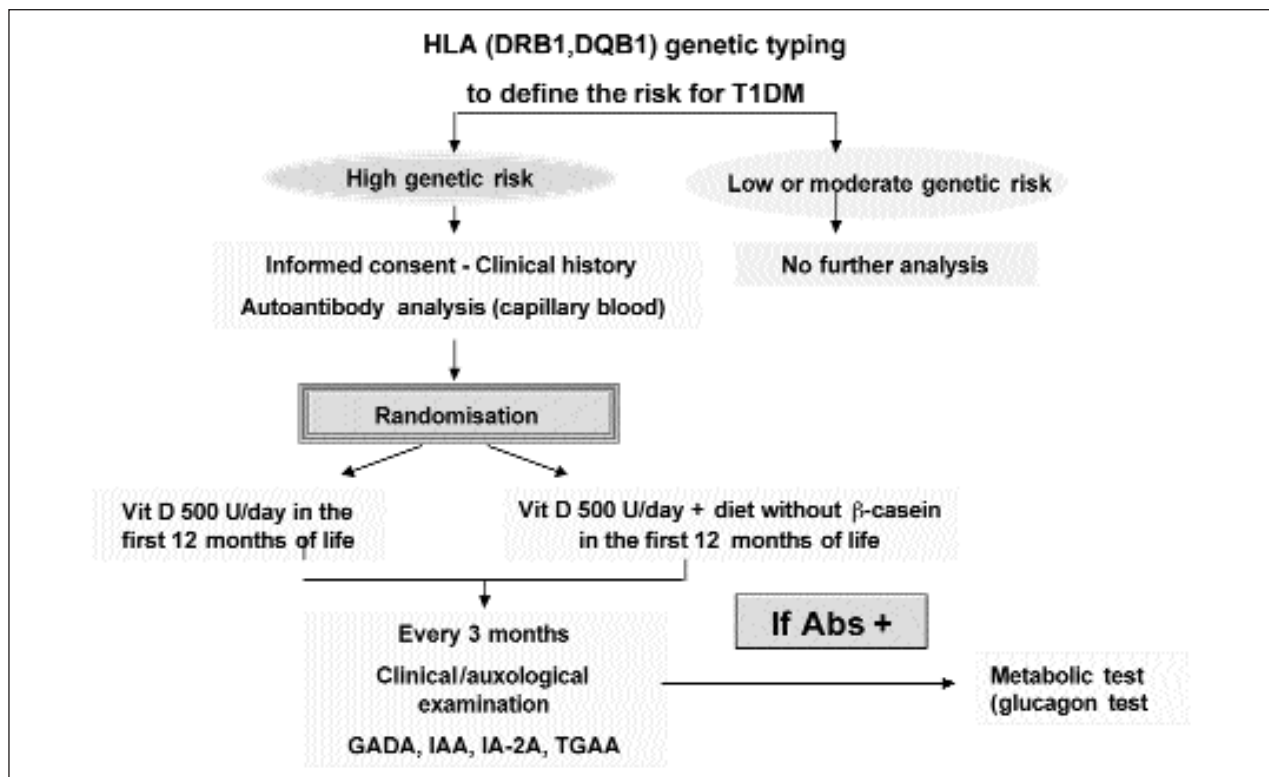 HLA (DRB1,DQB1) genetic typing
to define the risk for T1DM
High genetic risk
Low or moderate genetic risk
Informed consent - Clinical history
Autoantibody analysis (capillary blood)
No further analysis
Randomisation
Vit D 500 U/day in the
first 12 months of life
Vit D 500 U/day + diet without β-casein
in the first 12 months of life
Every 3 months
Clinical/auxological
examination
GADA, IAA, IA-2A, TGAA
If Abs +
Metabolic test
(glucagon test